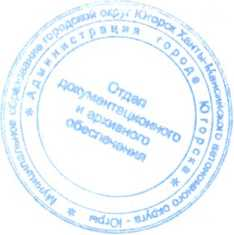 Муниципальное образование городской округ Югорск Ханты-Мансийского автономного округа - Югры
* Администрация города Югорска *
Отдел
документационного
и архивного
обеспечения